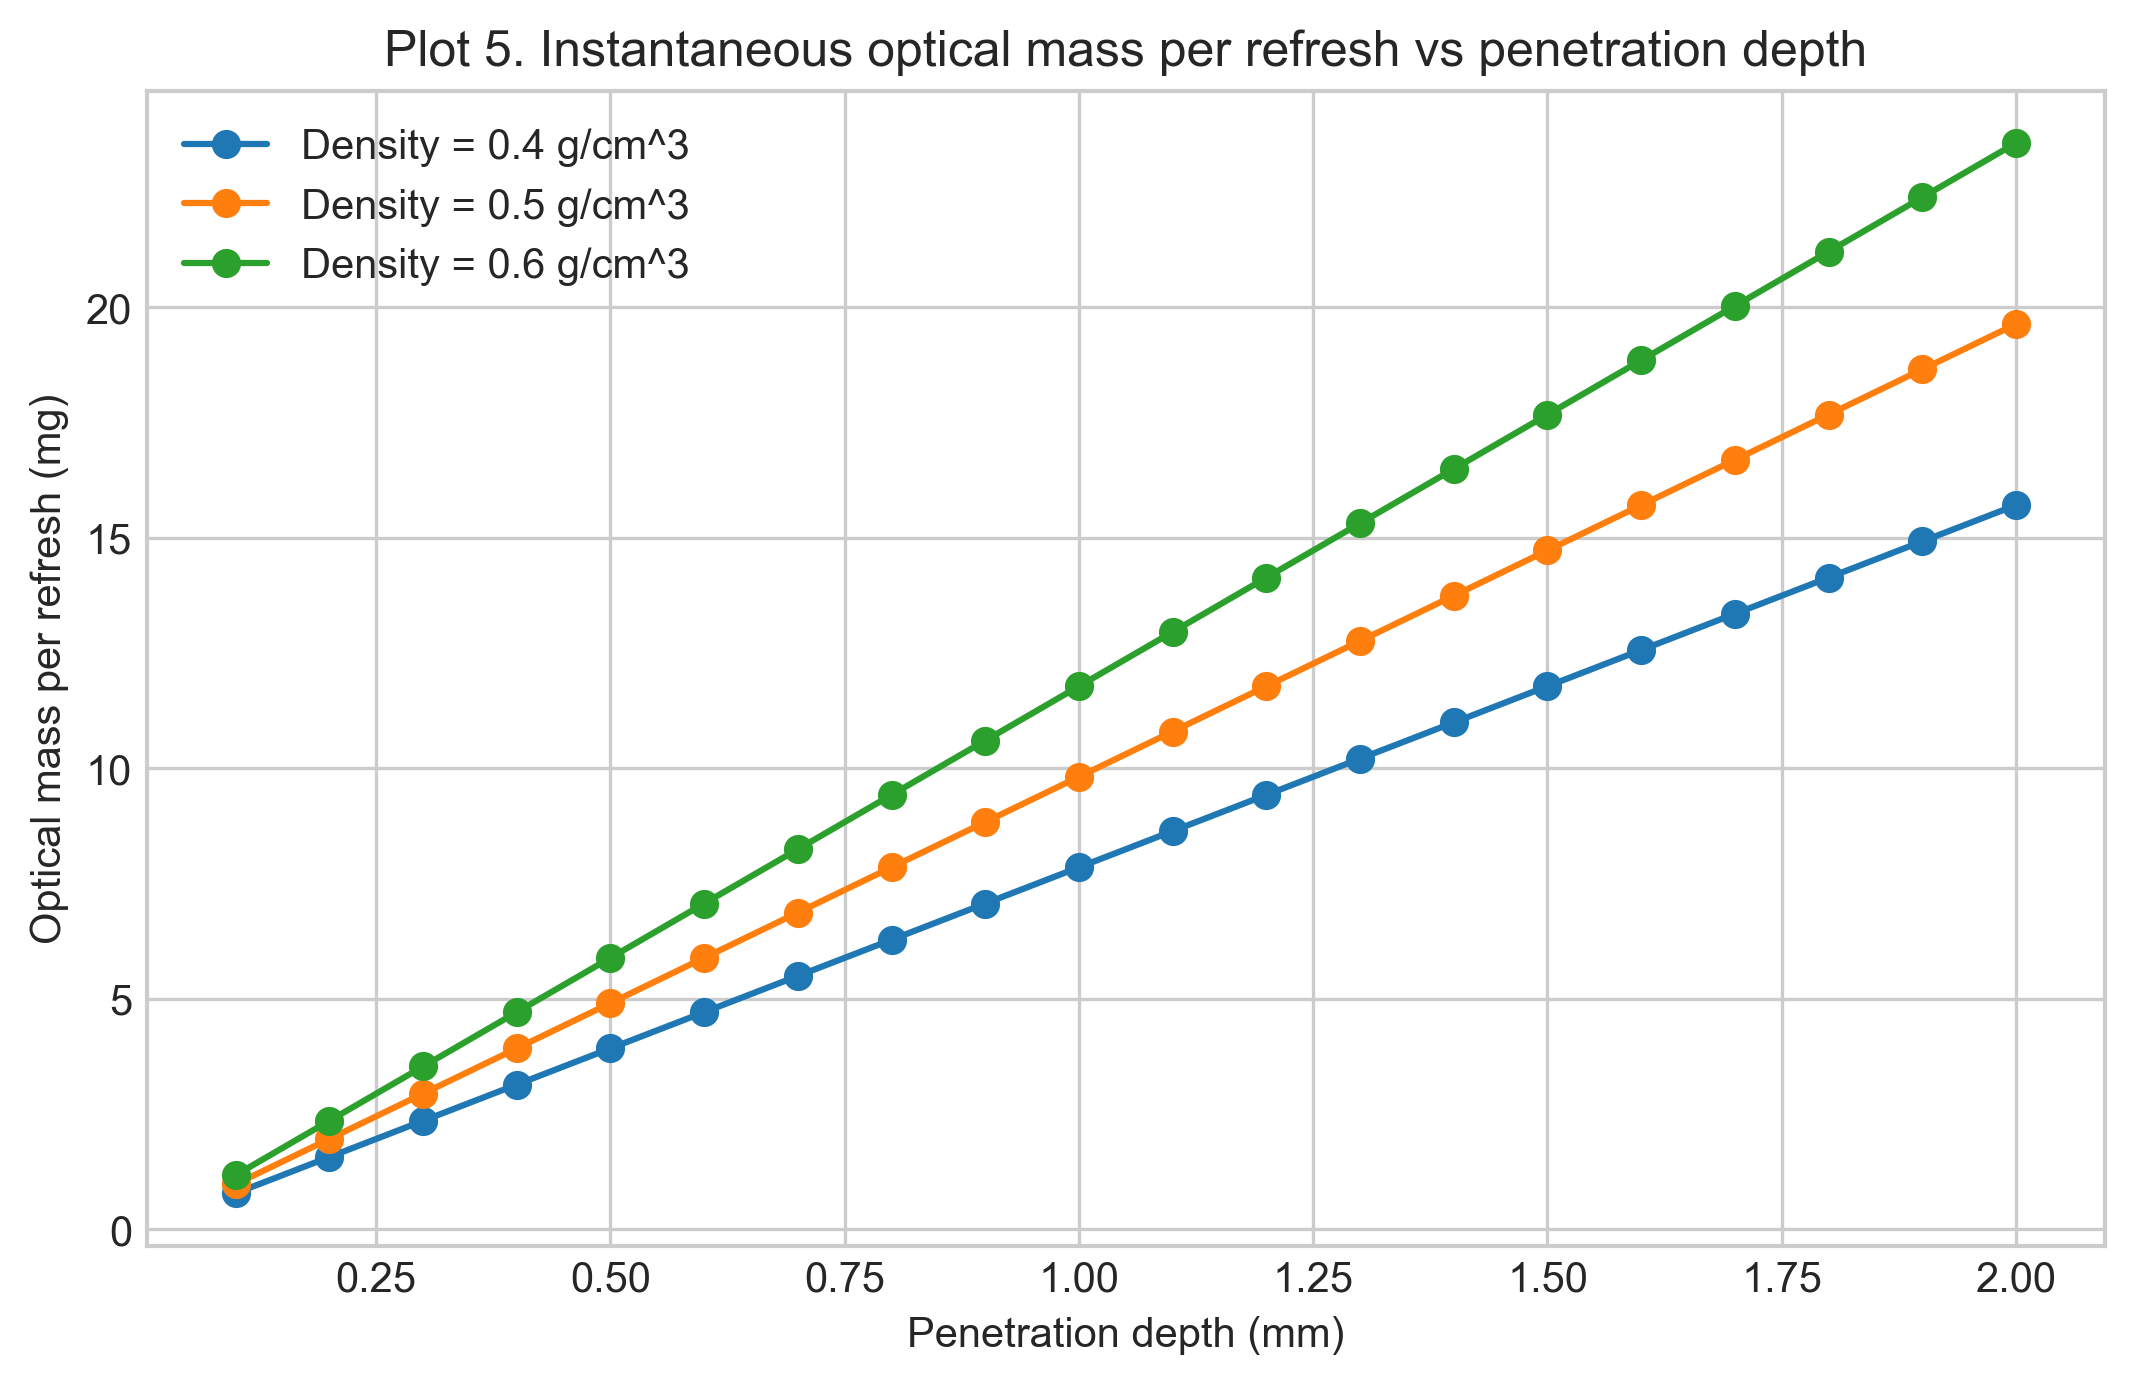 Plot 5. Instantaneous optical mass per refresh vs penetration depth
Density = 0.4 g/cm^3
Density = 0.5 g/cm^3
Density = 0.6 g/cm^3
Optical mass per refresh (mg)
20
15
10
5
0
0.25 0.50 0.75 1.00 1.25 1.50 1.75 2.00
Penetration depth (mm)